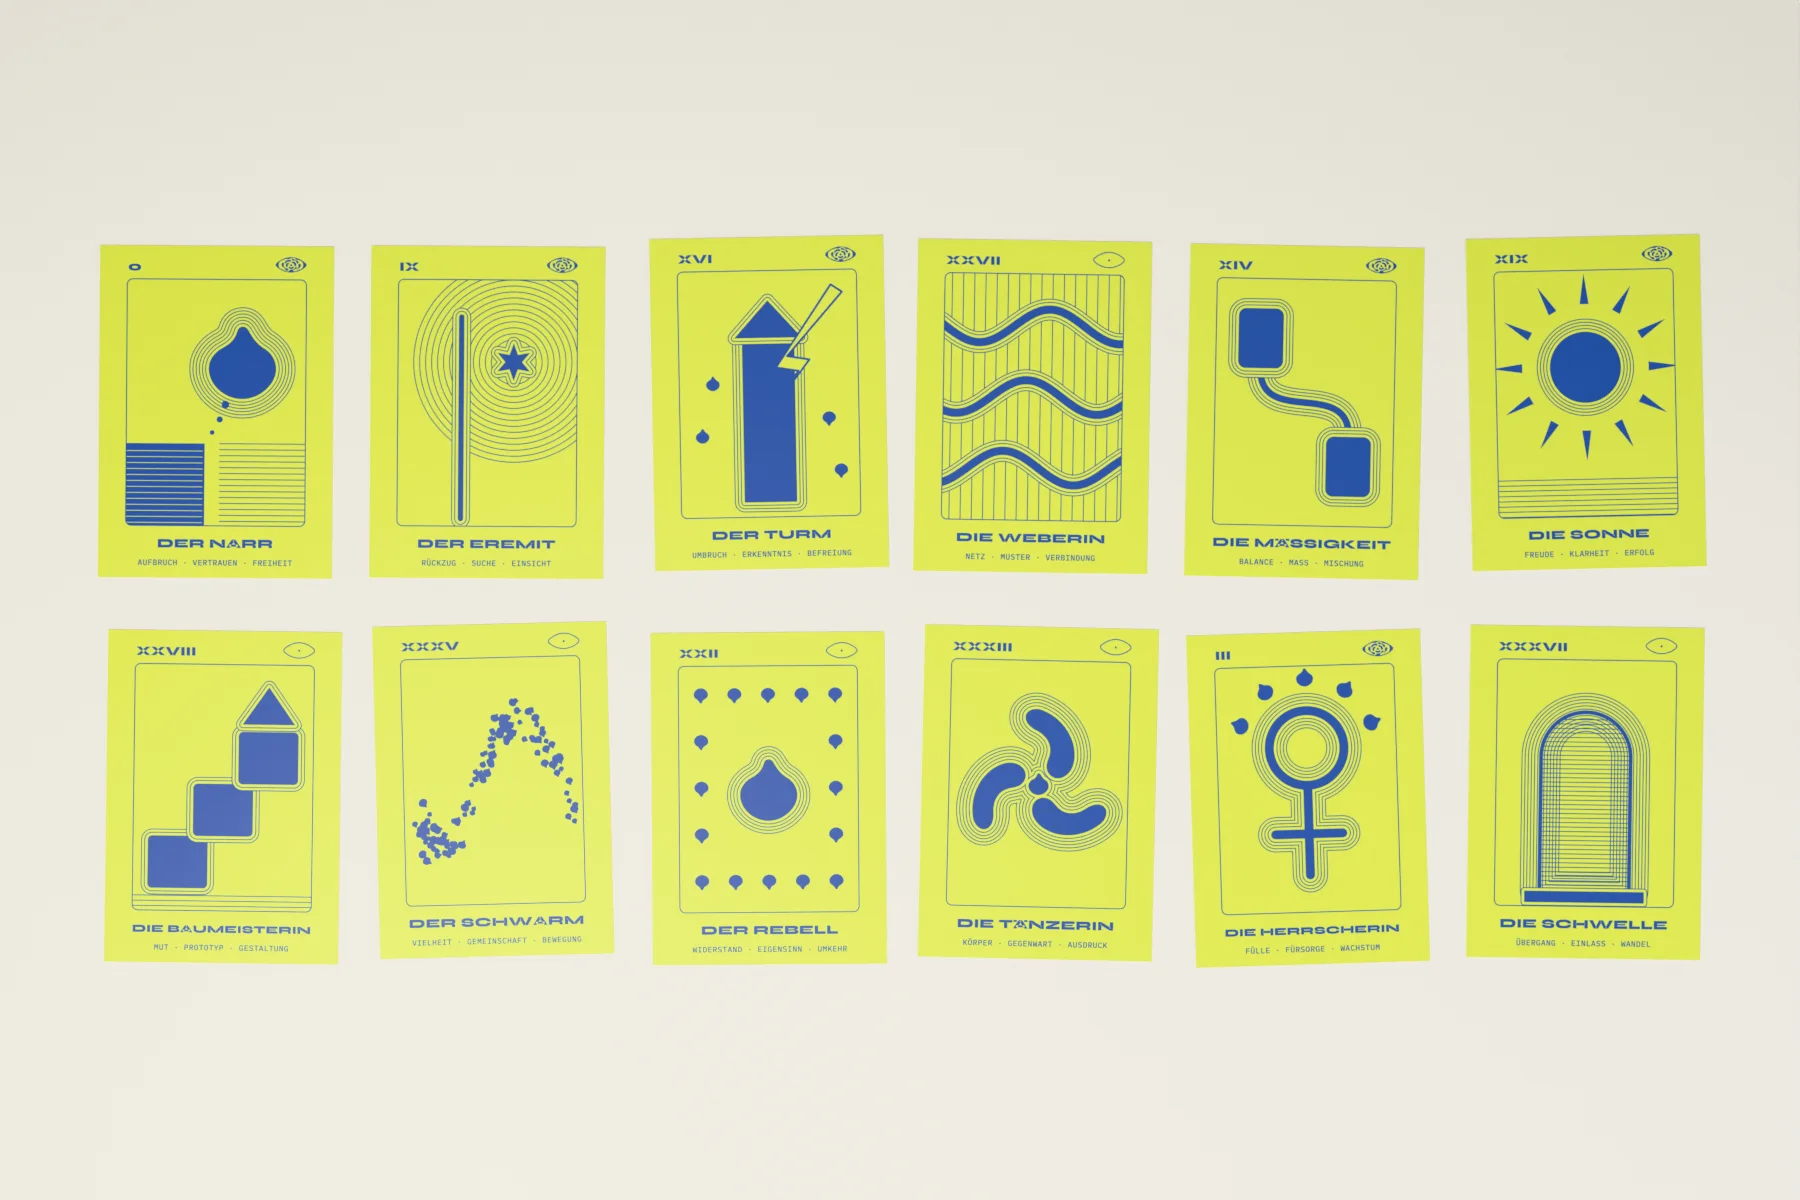 O
DER NARR
AUFBRUCH · VERTRAUEN · FREIHEIT
IX
DER EREMIT
RÜCKZUG · SUCHE · EINSICHT
XVI
DER TURM
UMBRUCH · ERKENNTNIS · BEFREIUNG
XXVII
DIE WEBERIN
NETZ · MUSTER · VERBINDUNG
XIV
DIE MÄSSIGKEIT
BALANCE · MASS · MISCHUNG
XIX
DIE SONNE
FREUDE · KLARHEIT · ERFOLG
XXVIII
DIE BAUMEISTERIN
MUT · PROTOTYP · GESTALTUNG
XXXV
DER SCHWARM
VIELHEIT · GEMEINSCHAFT · BEWEGUNG
XXII
DER REBELL
WIDERSTAND · EIGENSINN · UMKEHR
XXXIII
DIE TÄNZERIN
KÖRPER · GEGENWART · AUSDRUCK
III
DIE HERRSCHERIN
FÜLLE · FÜRSORGE · WACHSTUM
XXXVII
DIE SCHWELLE
ÜBERGANG · EINLASS · WANDEL